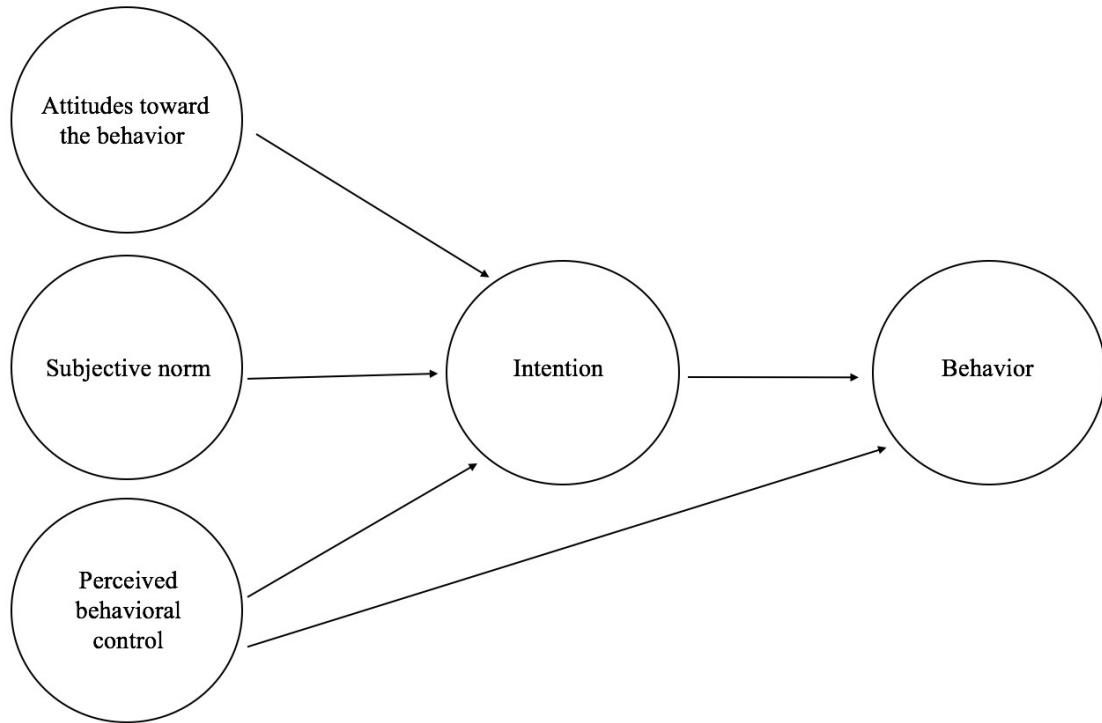 Attitudes toward
the behavior
Subjective norm
Intention
Behavior
Perceived
behavioral
control